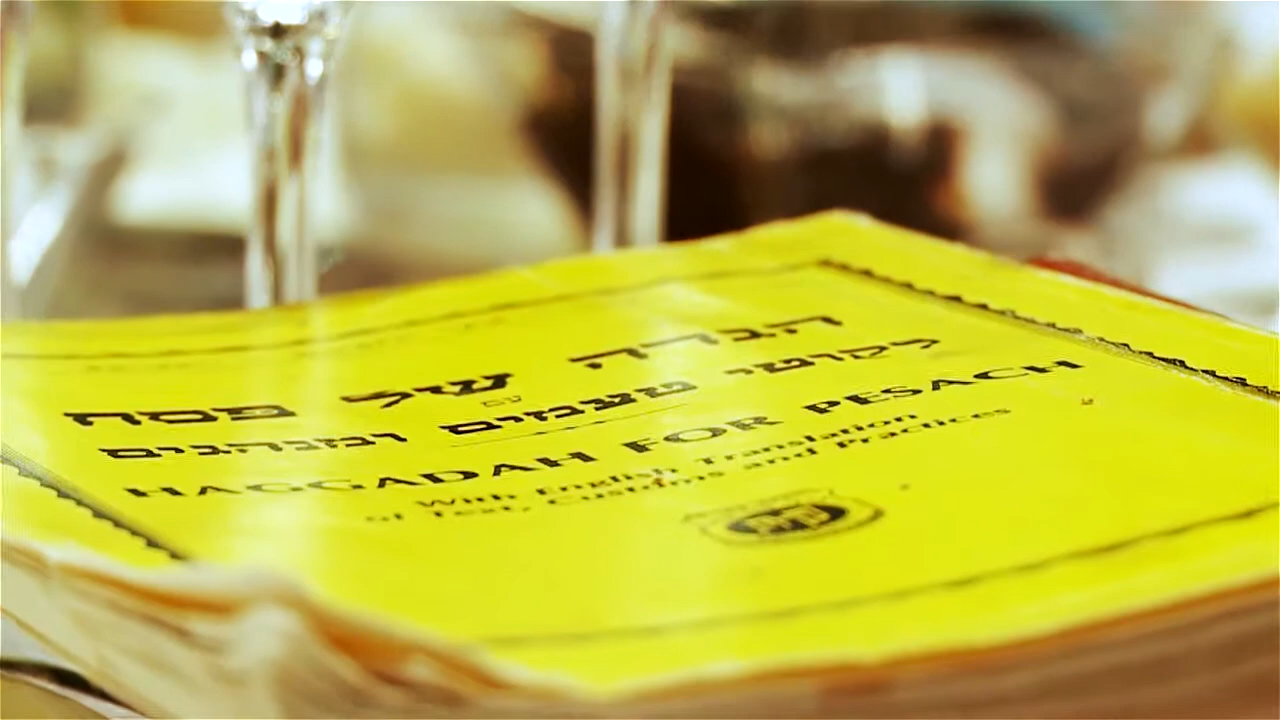 הגדה של פסח
עם
לקוטי טעמים ומנהגים
HAGGADAH FOR PESACH
With English Translation
of Text, Customs and Practices